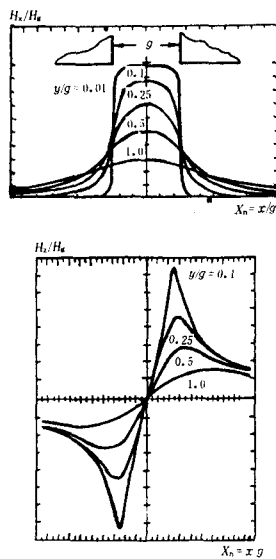 Hx/Hg
g
0.1
y/g = 0.01
0.25
0.5
1.0
Xn = x/g
Hx/Hg
y/g = 0.1
0.25
0.5
1.0
Xn = x/g